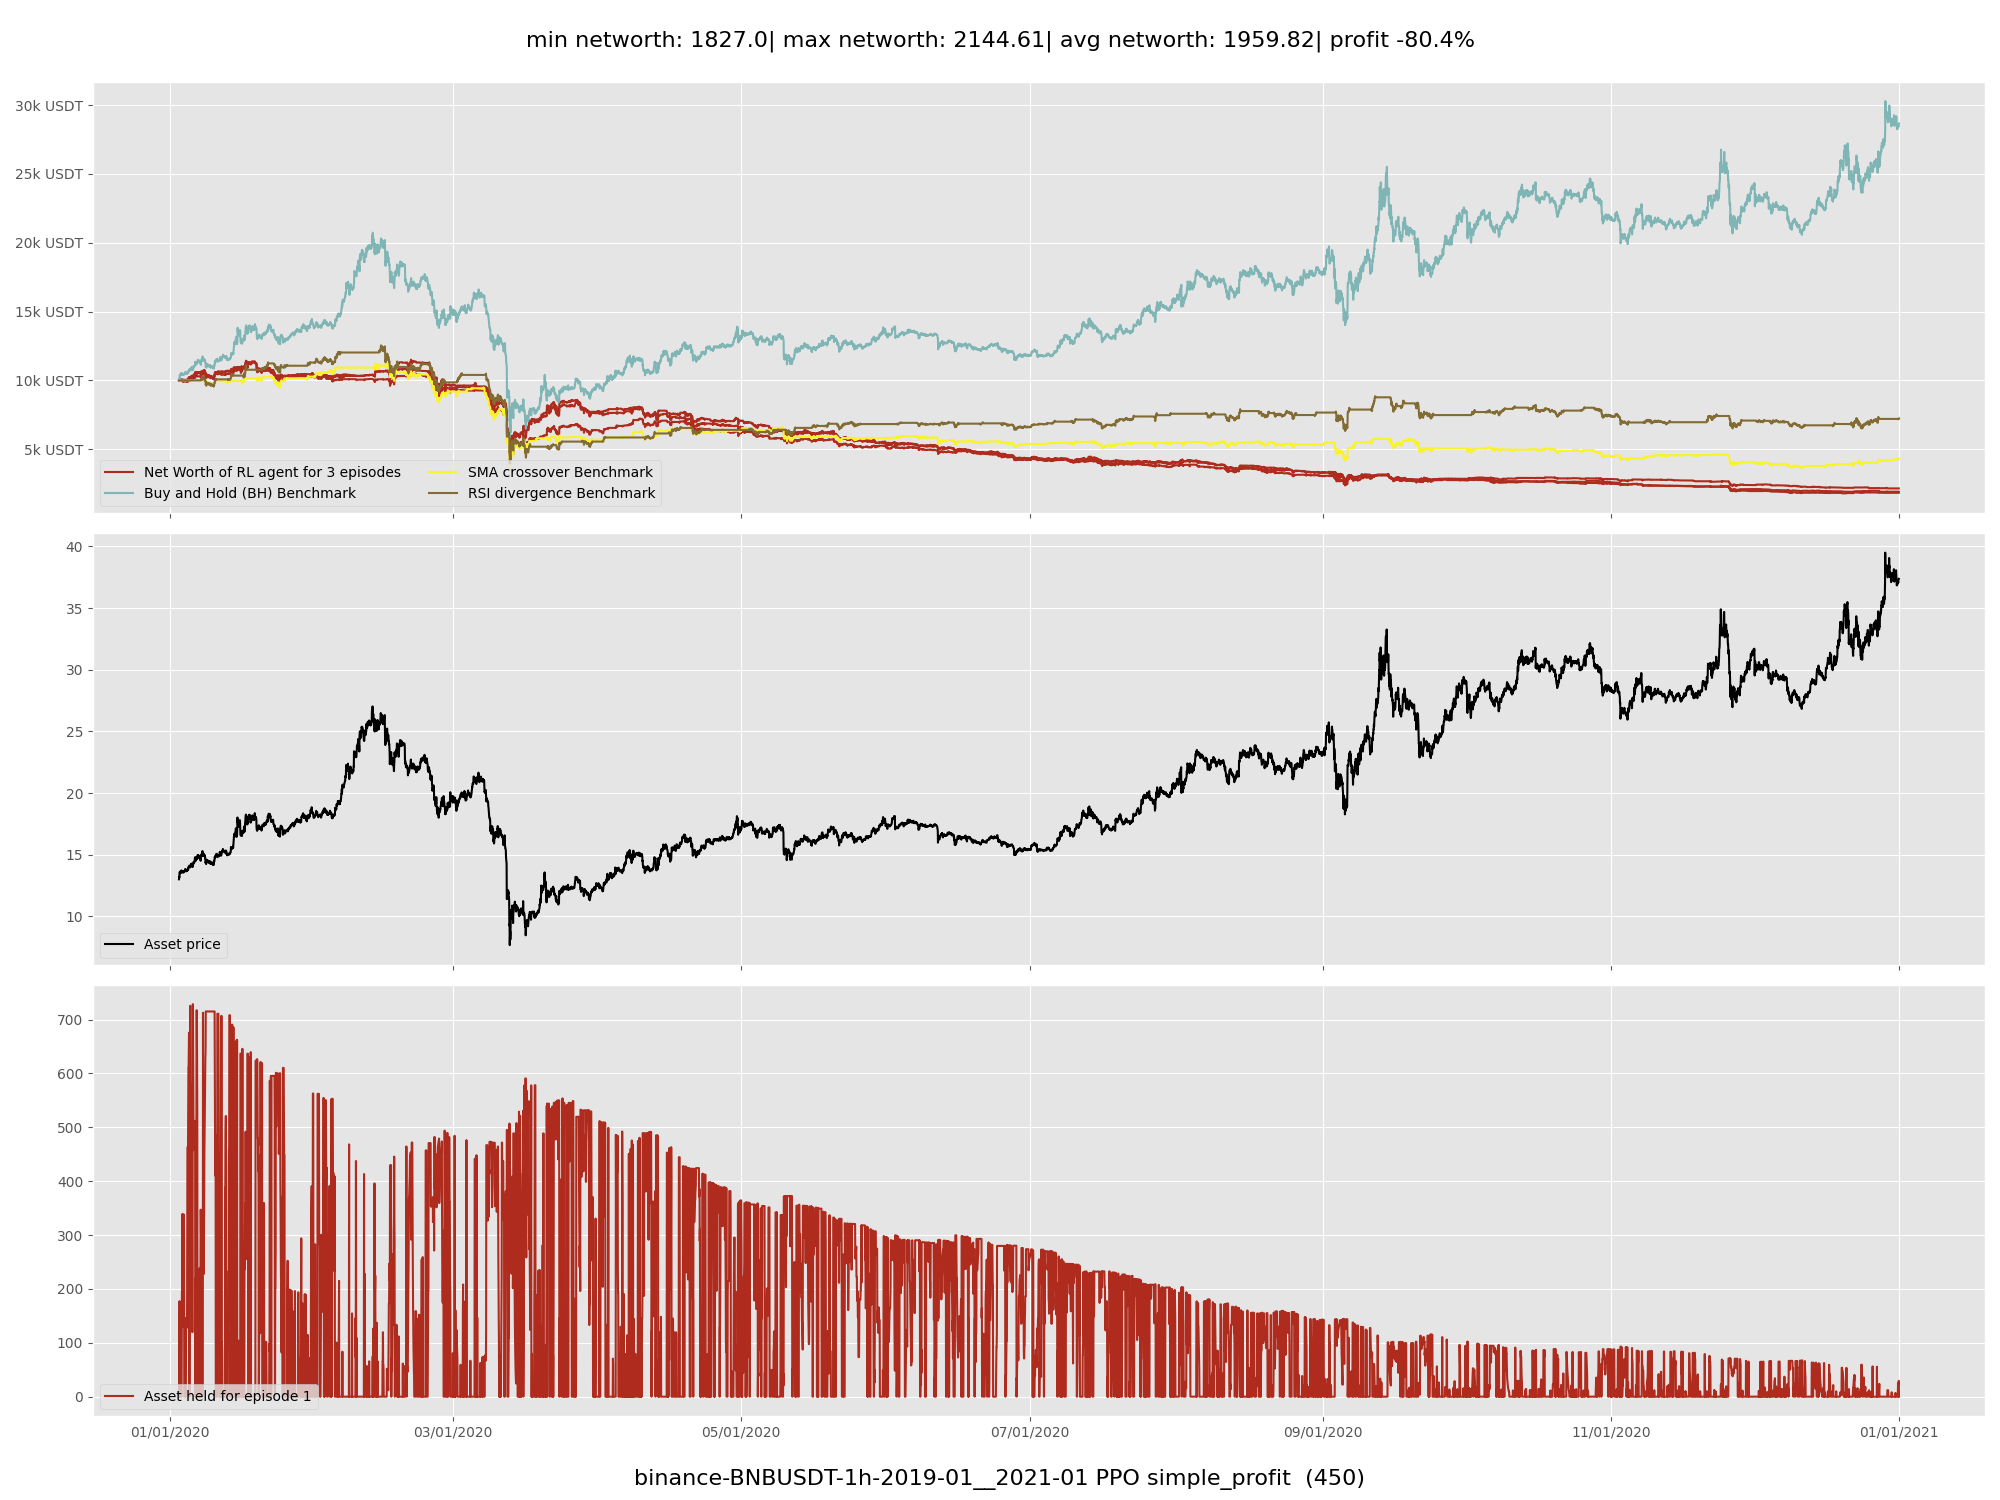 min networth: 1827.0| max networth: 2144.61| avg networth: 1959.82| profit -80.4%
30k USDT
25k USDT
20k USDT
15k USDT
10k USDT
5k USDT
Net Worth of RL agent for 3 episodes
Buy and Hold (BH) Benchmark
SMA crossover Benchmark
RSI divergence Benchmark
40
35
30
25
20
15
10
Asset price
700
600
500
400
300
200
100
0
Asset held for episode 1
01/01/2020 03/01/2020 05/01/2020 07/01/2020 09/01/2020 11/01/2020 01/01/2021
binance-BNBUSDT-1h-2019-01__2021-01 PPO simple_profit  (450)